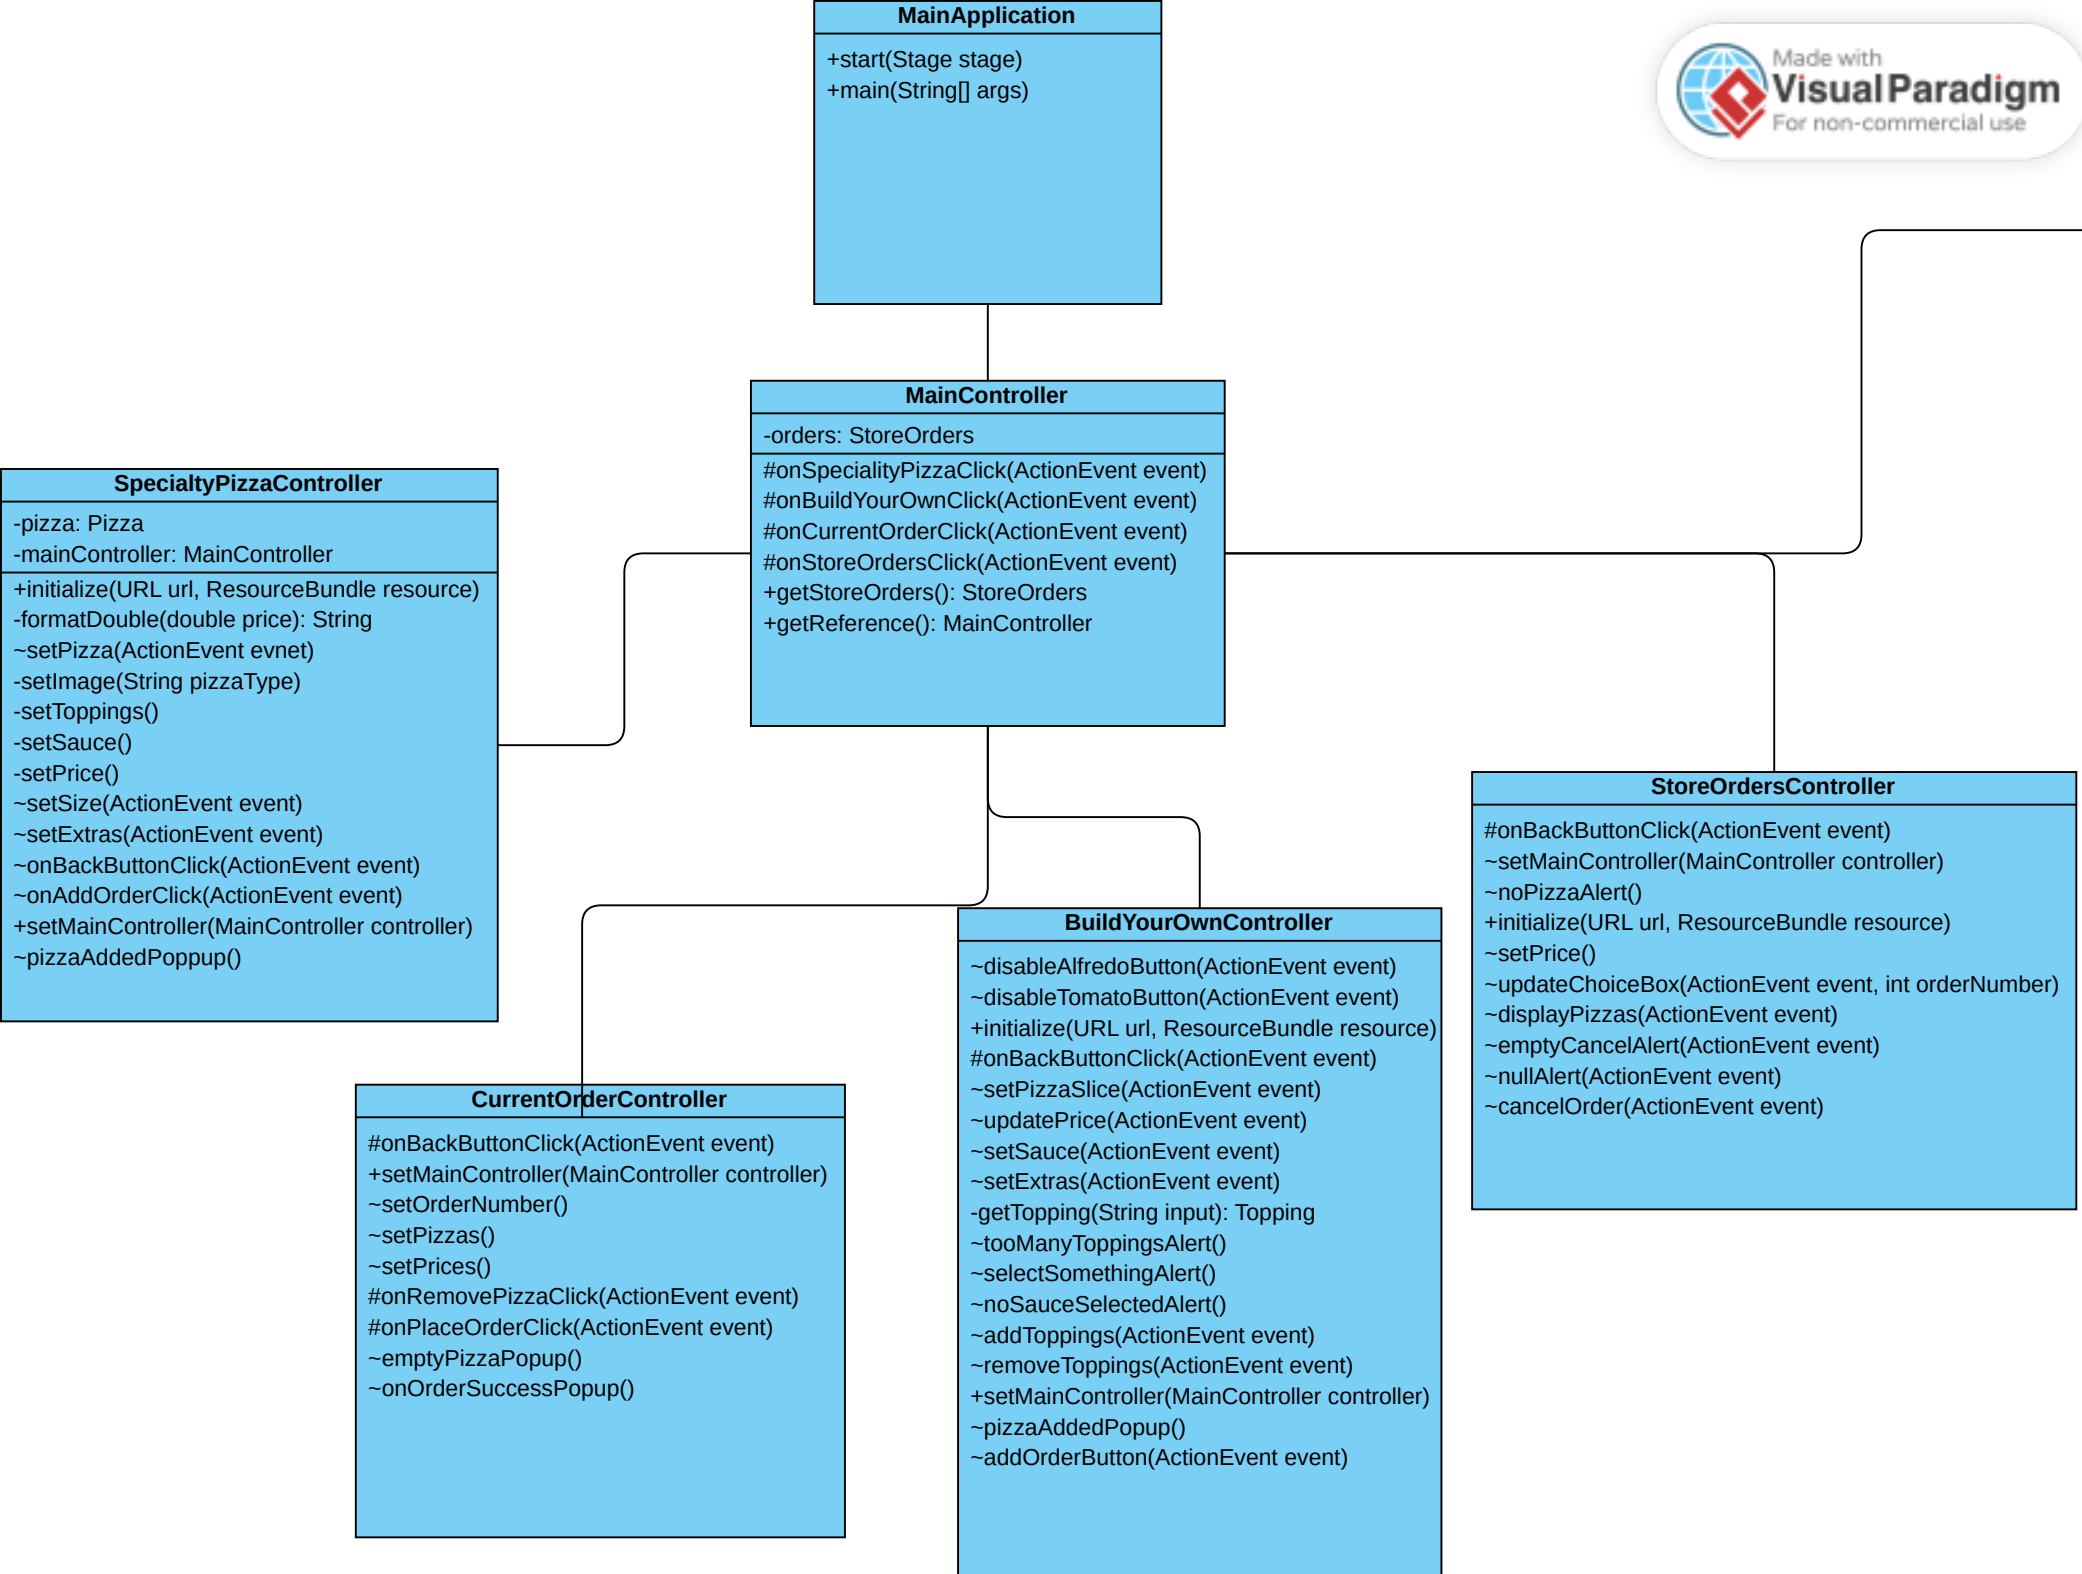 MainApplication
+start(Stage stage)
+main(String[] args)
Made with
Visual Paradigm
For non-commercial use
MainController
-orders: StoreOrders
#onSpecialityPizzaClick(ActionEvent event)
#onBuildYourOwnClick(ActionEvent event)
#onCurrentOrderClick(ActionEvent event)
#onStoreOrdersClick(ActionEvent event)
+getStoreOrders(): StoreOrders
+getReference(): MainController
SpecialtyPizzaController
-pizza: Pizza
-mainController: MainController
+initialize(URL url, ResourceBundle resource)
-formatDouble(double price): String
~setPizza(ActionEvent evnet)
-setImage(String pizzaType)
-setToppings()
-setSauce()
-setPrice()
~setSize(ActionEvent event)
~setExtras(ActionEvent event)
~onBackButtonClick(ActionEvent event)
~onAddOrderClick(ActionEvent event)
+setMainController(MainController controller)
~pizzaAddedPoppup()
StoreOrdersController
#onBackButtonClick(ActionEvent event)
~setMainController(MainController controller)
~noPizzaAlert()
+initialize(URL url, ResourceBundle resource)
~setPrice()
~updateChoiceBox(ActionEvent event, int orderNumber)
~displayPizzas(ActionEvent event)
~emptyCancelAlert(ActionEvent event)
~nullAlert(ActionEvent event)
~cancelOrder(ActionEvent event)
BuildYourOwnController
~disableAlfredoButton(ActionEvent event)
~disableTomatoButton(ActionEvent event)
+initialize(URL url, ResourceBundle resource)
#onBackButtonClick(ActionEvent event)
~setPizzaSlice(ActionEvent event)
~updatePrice(ActionEvent event)
~setSauce(ActionEvent event)
~setExtras(ActionEvent event)
-getTopping(String input): Topping
~tooManyToppingsAlert()
~selectSomethingAlert()
~noSauceSelectedAlert()
~addToppings(ActionEvent event)
~removeToppings(ActionEvent event)
+setMainController(MainController controller)
~pizzaAddedPopup()
~addOrderButton(ActionEvent event)
CurrentOrderController
#onBackButtonClick(ActionEvent event)
+setMainController(MainController controller)
~setOrderNumber()
~setPizzas()
~setPrices()
#onRemovePizzaClick(ActionEvent event)
#onPlaceOrderClick(ActionEvent event)
~emptyPizzaPopup()
~onOrderSuccessPopup()